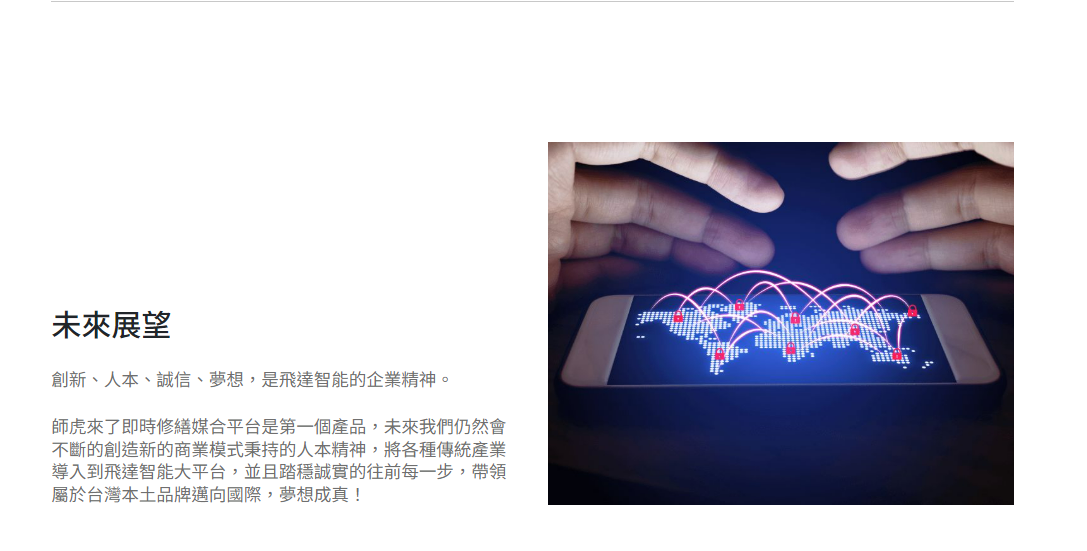 未來展望
創新、人本、誠信、夢想，是飛達智能的企業精神。
師虎來了即時修繕媒合平台是第一個產品，未來我們仍然會
不斷的創造新的商業模式秉持的人本精神，將各種傳統產業
導入到飛達智能大平台，並且踏穩誠實的往前每一步，帶領
屬於台灣本土品牌邁向國際，夢想成真！